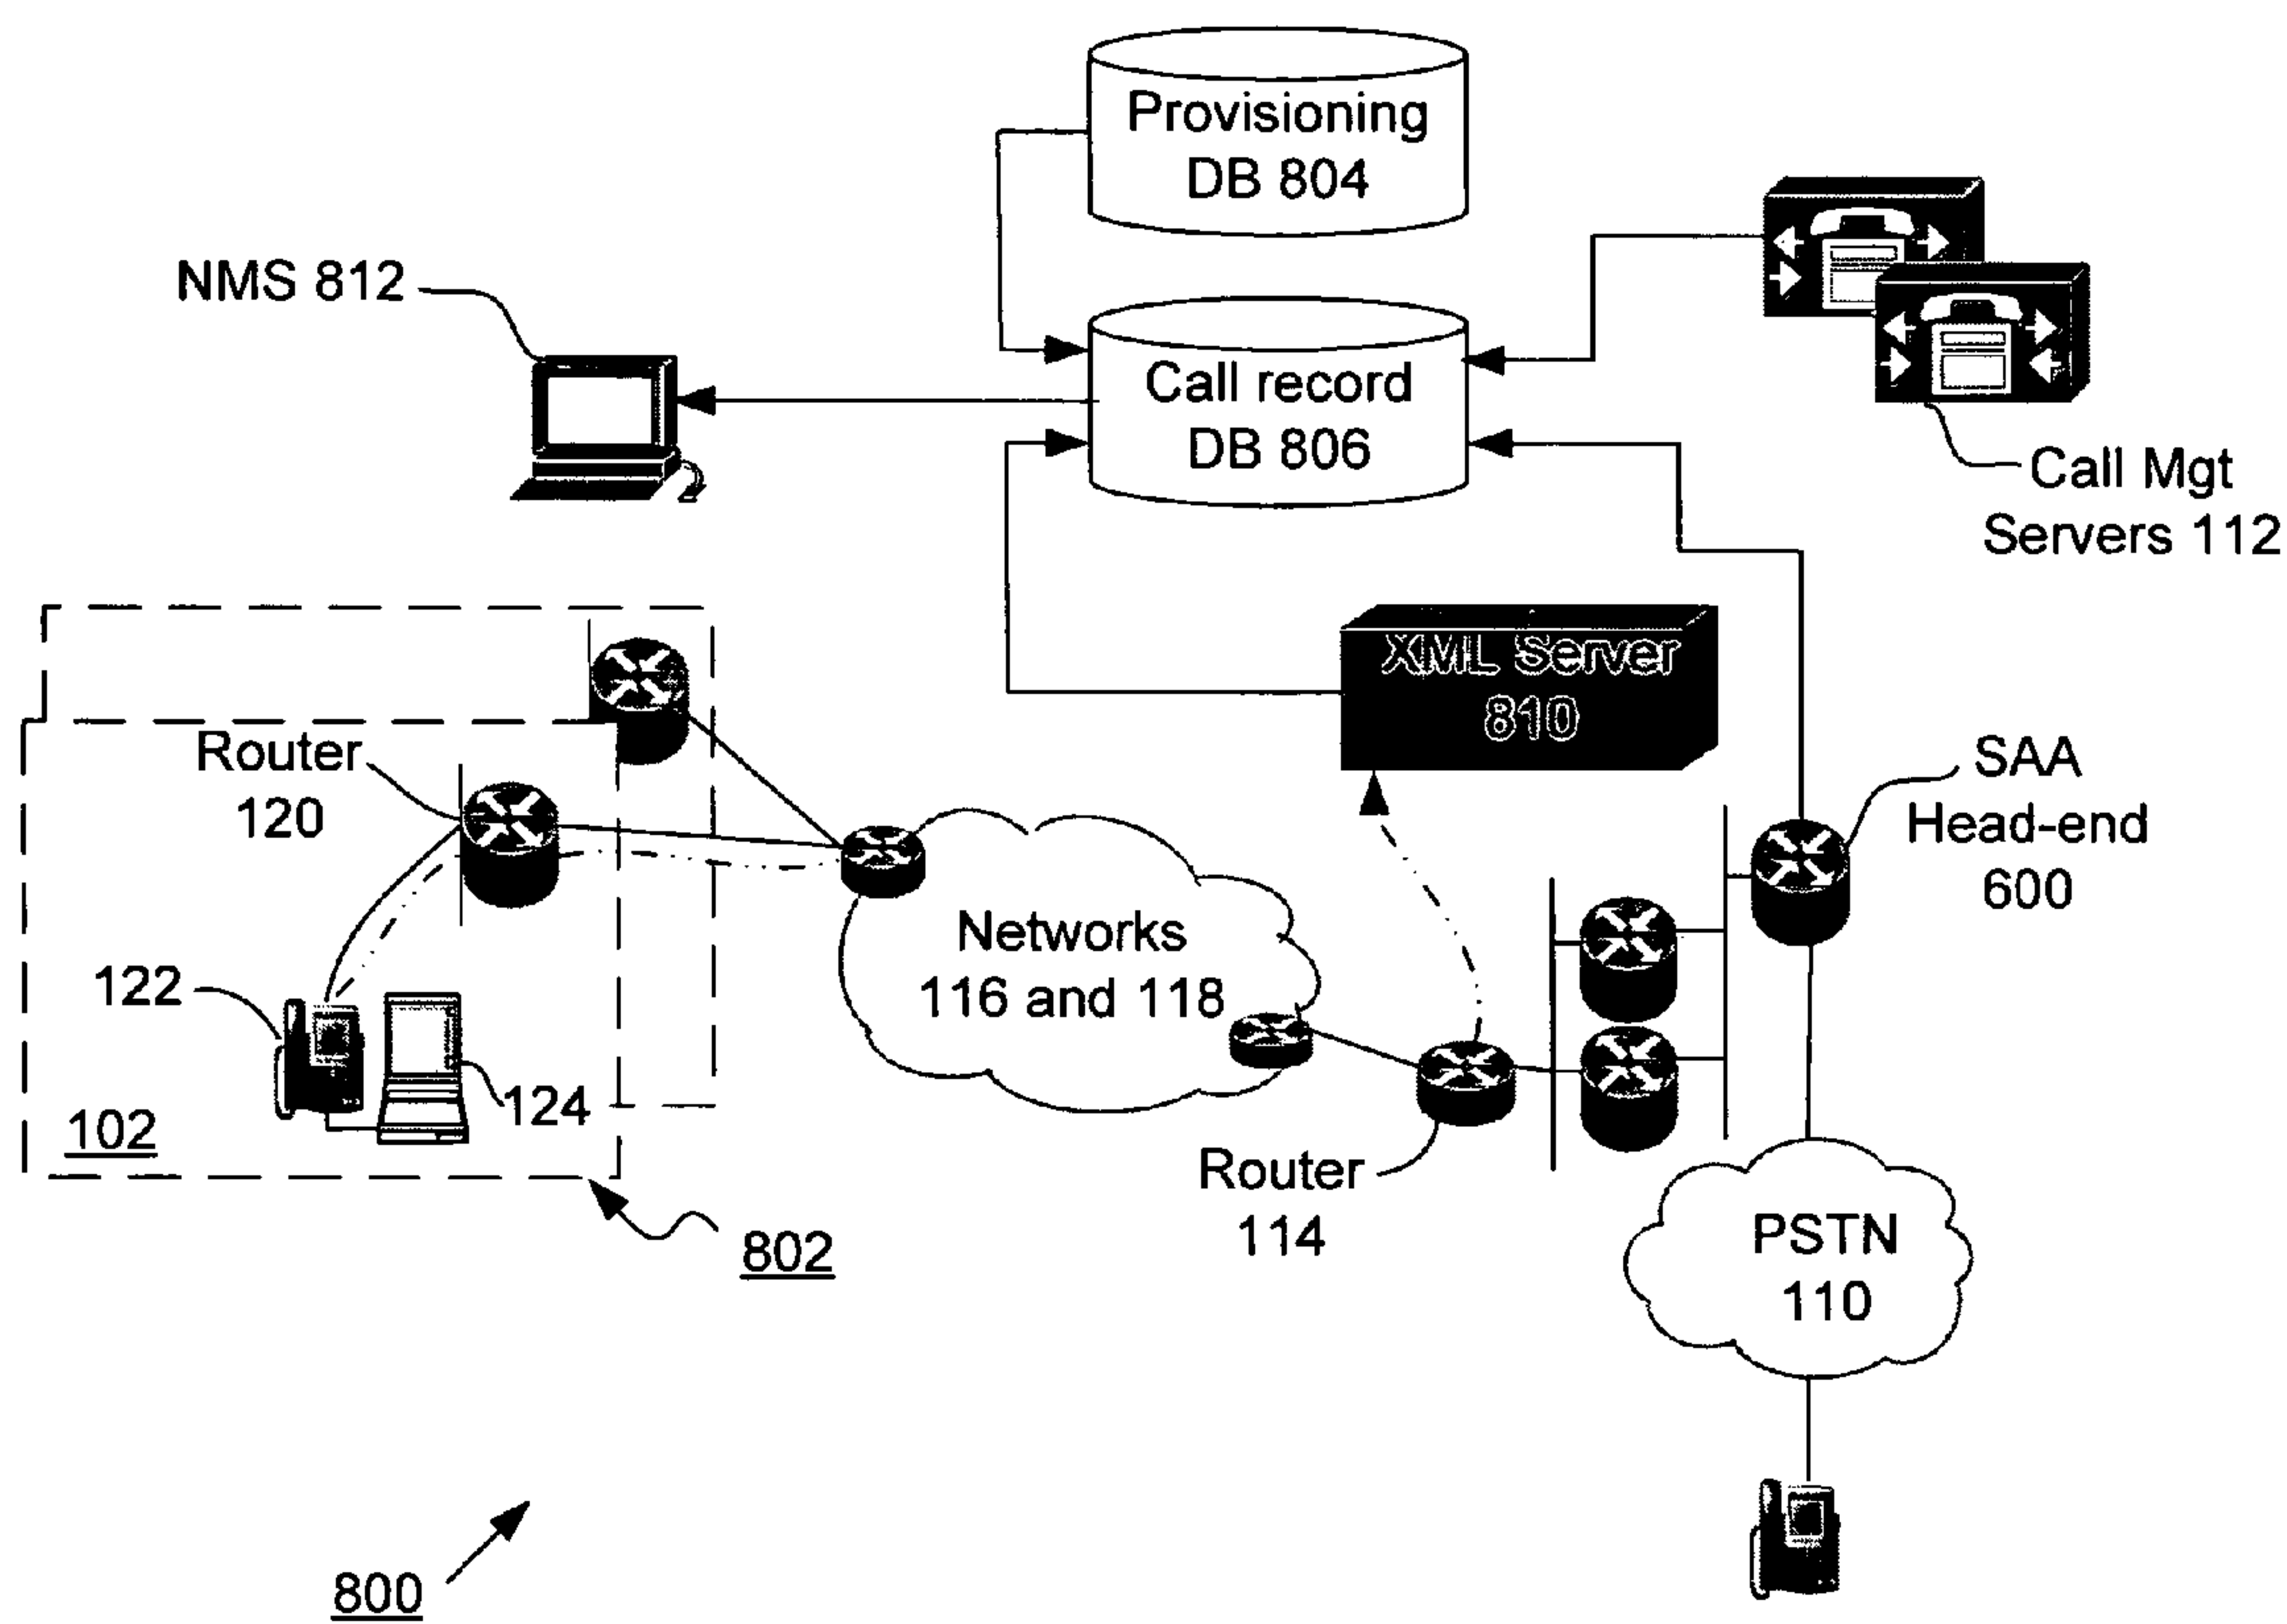 Provisioning
DB 804
NMS 812
Call record
DB 806
Call Mgt
Servers 112
XML Server
810
Router
120
SAA
Head-end
600
Networks
116 and 118
122
124
102
Router
114
802
PSTN
110
800